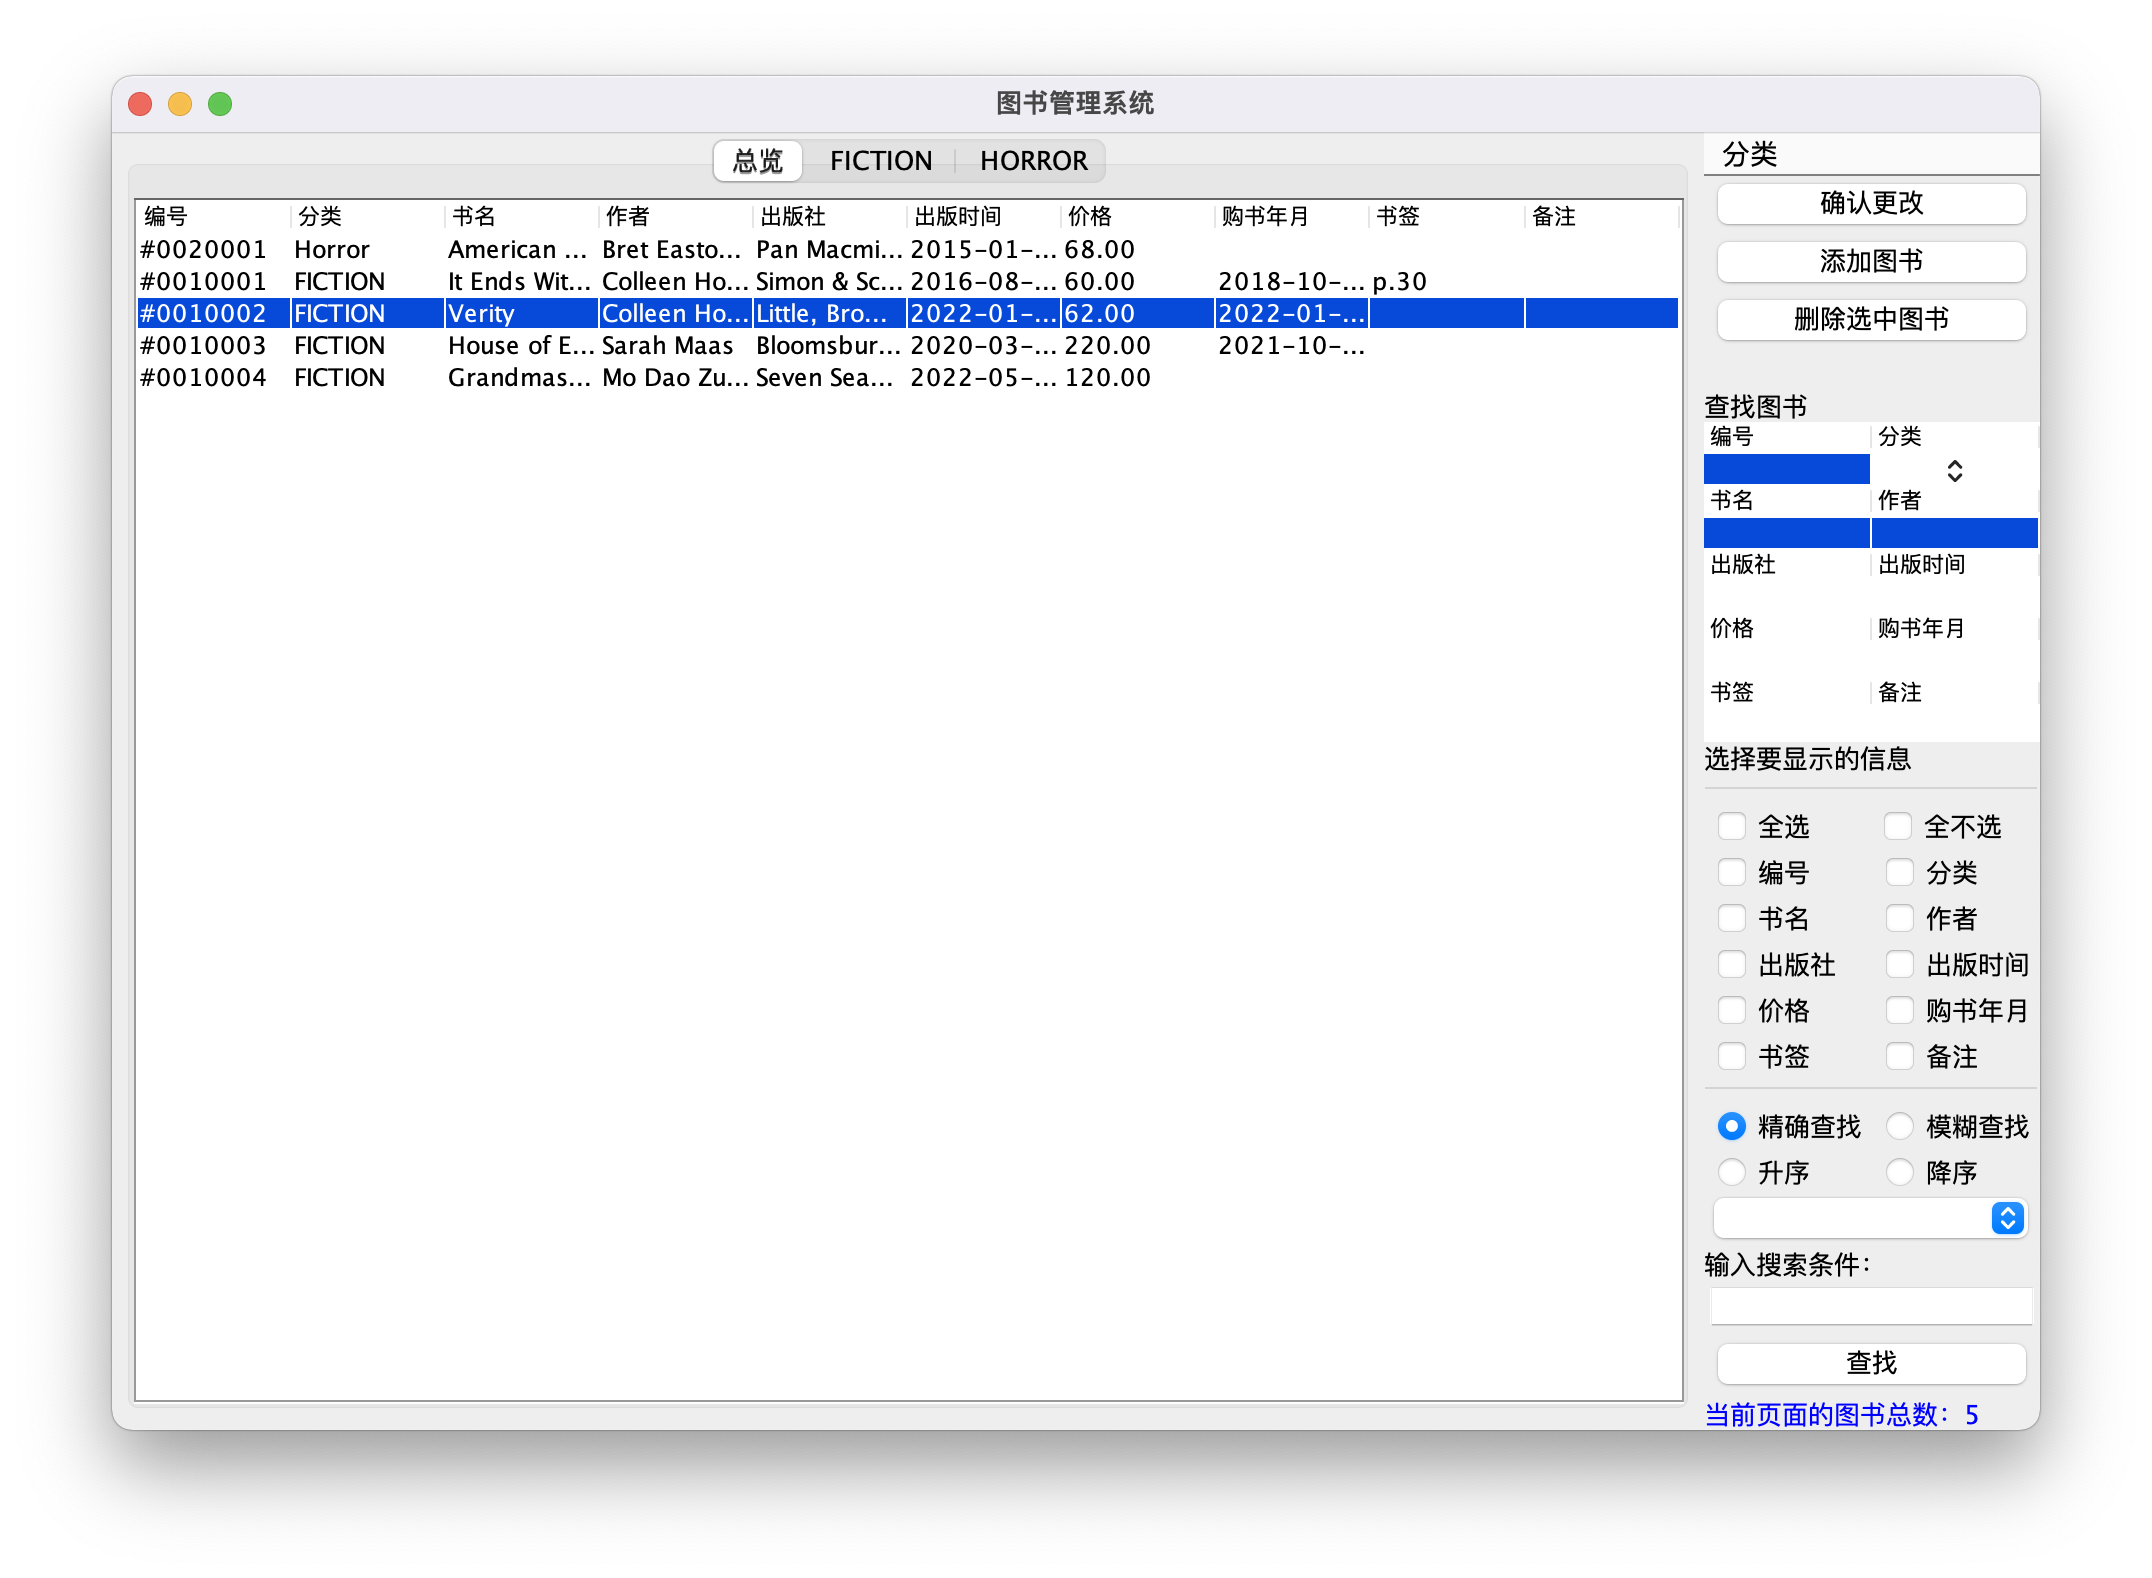 图书管理系统
总览 FICTION HORROR
编号 分类 书名 作者 出版社 出版时间 价格 购书年月 书签 备注
#0020001 Horror American ... Bret Easto... Pan Macmi... 2015-01-... 68.00
#0010001 FICTION It Ends Wit... Colleen Ho... Simon & Sc... 2016-08-... 60.00 2018-10-... p.30
#0010002 FICTION Verity Colleen Ho... Little, Bro... 2022-01-... 62.00 2022-01-...
#0010003 FICTION House of E... Sarah Maas Bloomsbur... 2020-03-... 220.00 2021-10-...
#0010004 FICTION Grandmas... Mo Dao Zu... Seven Sea... 2022-05-... 120.00
分类
确认更改
添加图书
删除选中图书
查找图书
编号 分类
书名 作者
出版社 出版时间
价格 购书年月
书签 备注
选择要显示的信息
全选 全不选
编号 分类
书名 作者
出版社 出版时间
价格 购书年月
书签 备注
精确查找 模糊查找
升序 降序
输入搜索条件：
查找
当前页面的图书总数：5